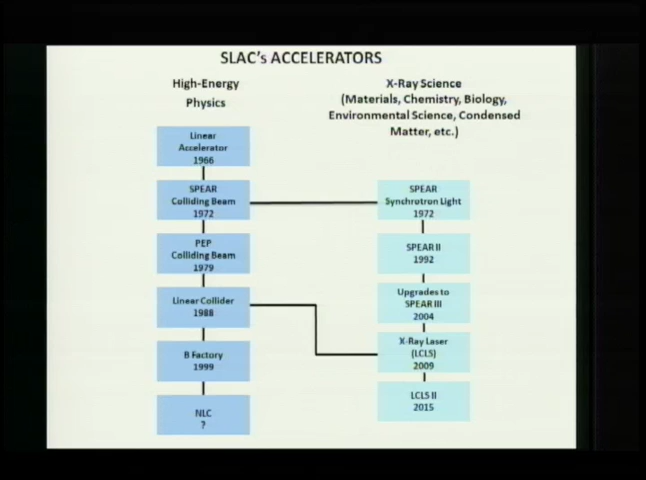 SLAC's ACCELERATORS
High-Energy
Physics
X-Ray Science
(Materials, Chemistry, Biology,
Environmental Science, Condensed
Matter, etc.)
Linear
Accelerator
1966
SPEAR
Colliding Beam
1972
SPEAR
Synchrotron Light
1972
PEP
Colliding Beam
1979
SPEAR II
1992
Linear Collider
1988
Upgrades to
SPEAR III
2004
B Factory
1999
X-Ray Laser
(LCLS)
2009
NLC
?
LCLS II
2015